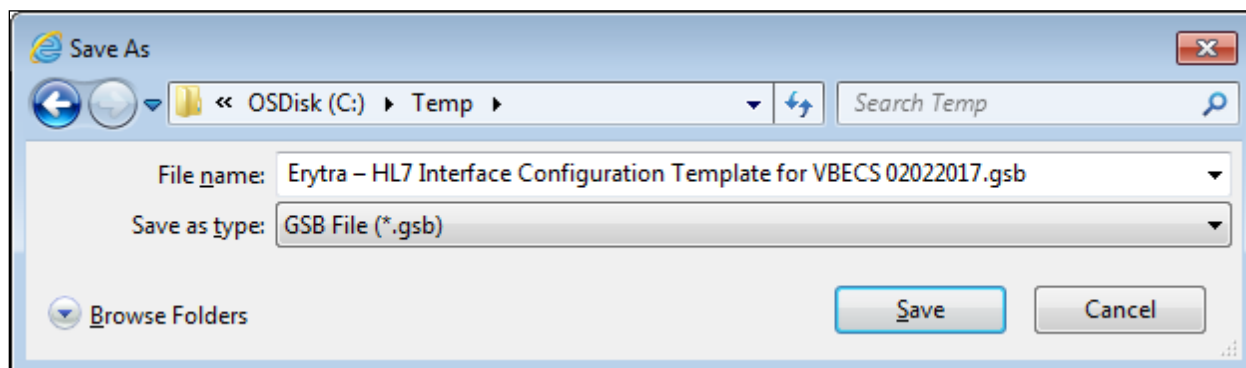 Save As
« OSDisk (C:) Temp Search Temp
File name: Erytra – HL7 Interface Configuration Template for VBECS 02022017.gsb
Save as type: GSB File (*.gsb)
Browse Folders Save Cancel